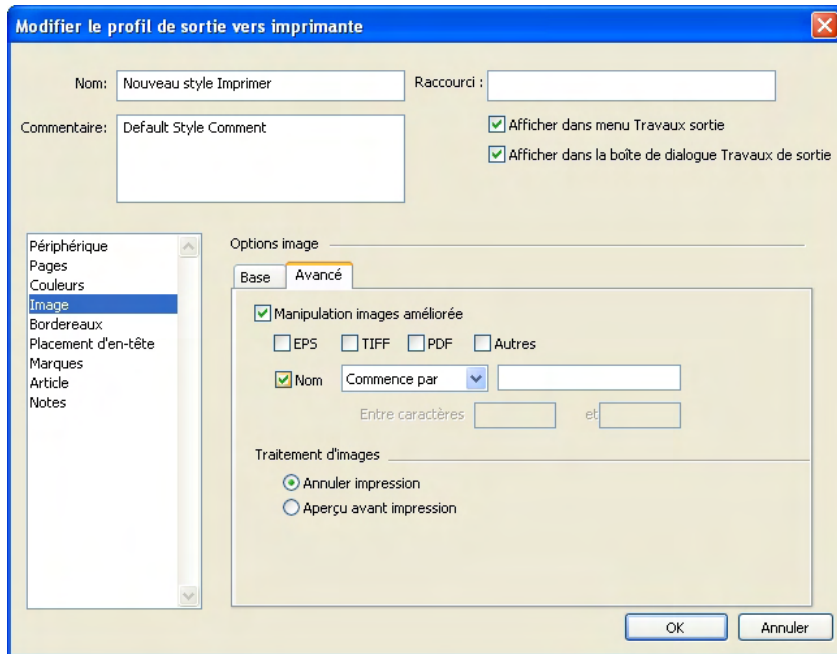 Modifier le profil de sortie vers imprimante
Nom: Nouveau style Imprimer
Raccourci :
Commentaire: Default Style Comment
Afficher dans menu Travaux sortie
Afficher dans la boîte de dialogue Travaux de sortie
Périphérique
Pages
Couleurs
Image
Bordereaux
Placement d'en-tête
Marques
Article
Notes
Options image
Base Avancé
Manipulation images améliorée
EPS TIFF PDF Autres
Nom Commence par
Entre caractères et
Traitement d'images
Annuler impression
Aperçu avant impression
OK Annuler